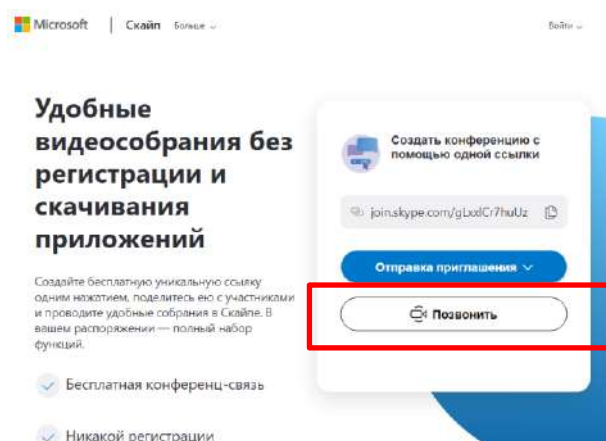 Microsoft | Скайп Больше
Войти
Удобные
видеособрания без
регистрации и
скачивания
приложений
Создайте бесплатную уникальную ссылку
одним нажатием, поделитесь ею с участниками
и проводите удобные собрания в Скайпе. В
вашем распоряжении — полный набор
функций.
Бесплатная конференц-связь
Никакой регистрации
Создать конференцию с
помощью одной ссылки
join.skype.com/gLxdCr7huUz
Отправка приглашения
Позвонить